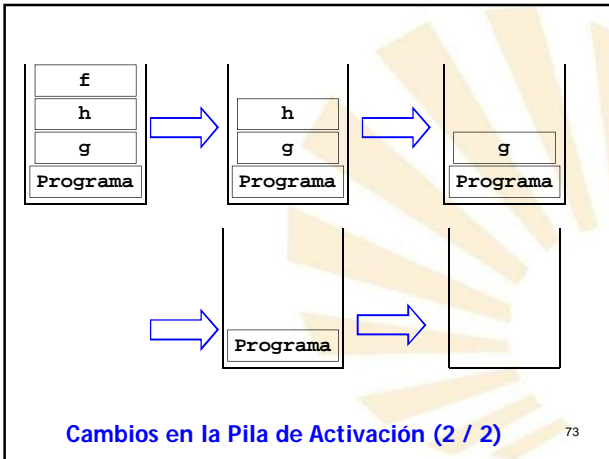 f
h
g
Programa
h
g
Programa
g
Programa
Programa
Cambios en la Pila de Activación (2 / 2)
73